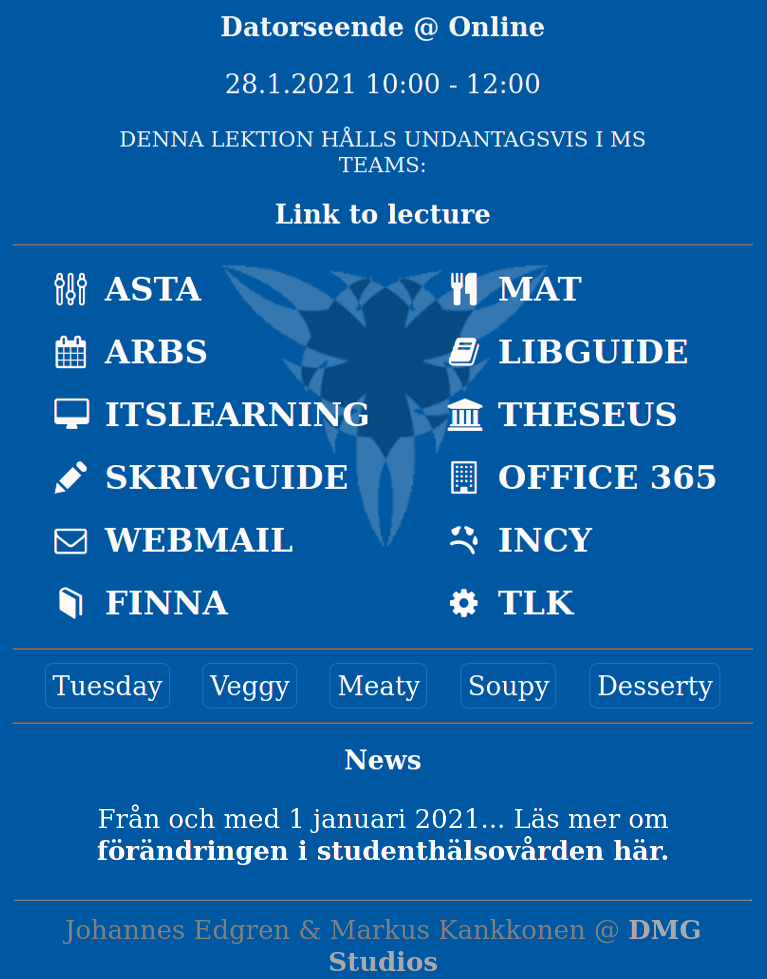 Datorseende @ Online
28.1.2021 10:00 - 12:00
DENNA LEKTION HÅLLS UNDANTAGSVIS I MS
TEAMS:
Link to lecture
ASTA
MAT
ARBS
LIBGUIDE
ITSLEARNING
THESEUS
SKRIVGUIDE
OFFICE 365
WEBMAIL
INCY
FINNA
TLK
Tuesday Veggy Meaty Soupy Desserty
News
Från och med 1 januari 2021... Läs mer om
förändringen i studenthälsovården här.
Johannes Edgren & Markus Kankkonen @ DMG
Studios